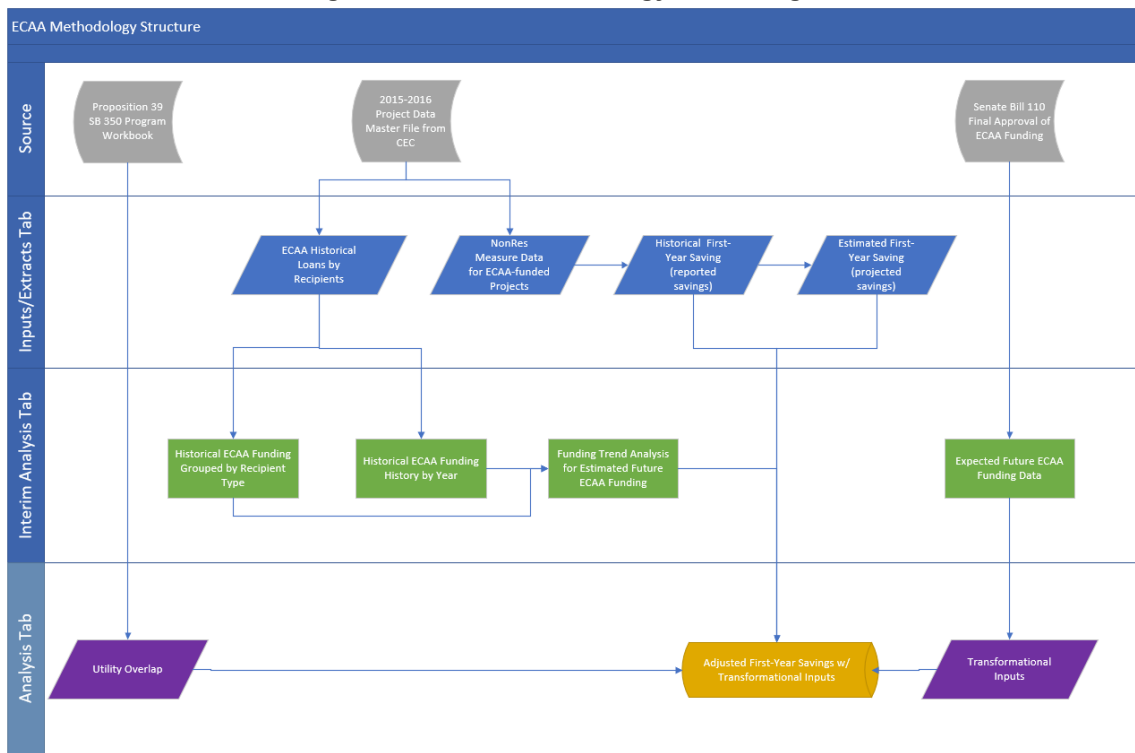 ECAA Methodology Structure
Source
Proposition 39
SB 350 Program
Workbook
2015-2016
Project Data
Master File from
CEC
Senate Bill 110
Final Approval of
ECAA Funding
Inputs/Extracts Tab
ECAA Historical
Loans by
Recipients
NonRes
Measure Data
for ECAA-funded
Projects
Historical First-
Year Saving
(reported
savings)
Estimated First-
Year Saving
(projected
savings)
Interim Analysis Tab
Historical ECAA Funding
Grouped by Recipient
Type
Historical ECAA Funding
History by Year
Funding Trend Analysis
for Estimated Future
ECAA Funding
Expected Future ECAA
Funding Data
Analysis Tab
Utility Overlap
Adjusted First-Year Savings w/
Transformational Inputs
Transformational
Inputs